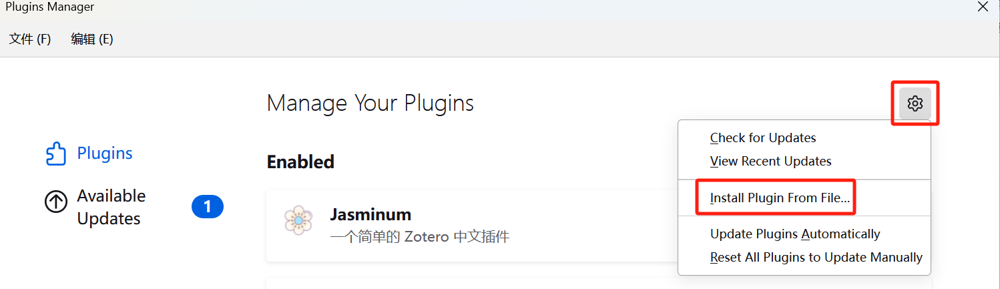 Plugins Manager
文件 (F) 编辑 (E)
Manage Your Plugins
Plugins
Available
Updates
1
Enabled
Jasminum
一个简单的 Zotero 中文插件
Check for Updates
View Recent Updates
Install Plugin From File...
Update Plugins Automatically
Reset All Plugins to Update Manually